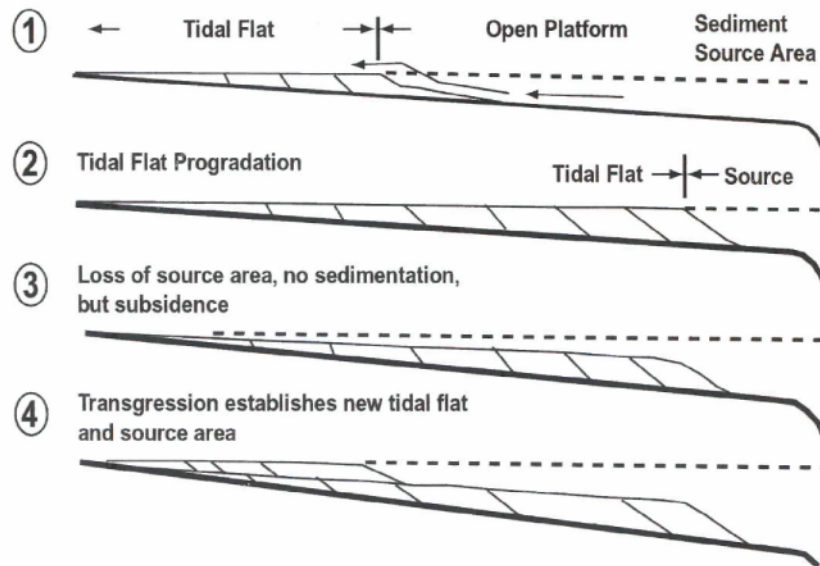 ① Tidal Flat Open Platform Sediment
Source Area
② Tidal Flat Progradation Tidal Flat Source
③ Loss of source area, no sedimentation,
but subsidence
④ Transgression establishes new tidal flat
and source area